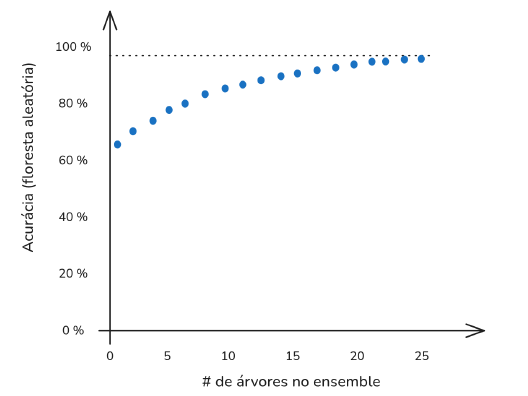 100 %
80 %
60 %
40 %
20 %
0 %
Acurácia (floresta aleatória)
0 5 10 15 20 25
# de árvores no ensemble